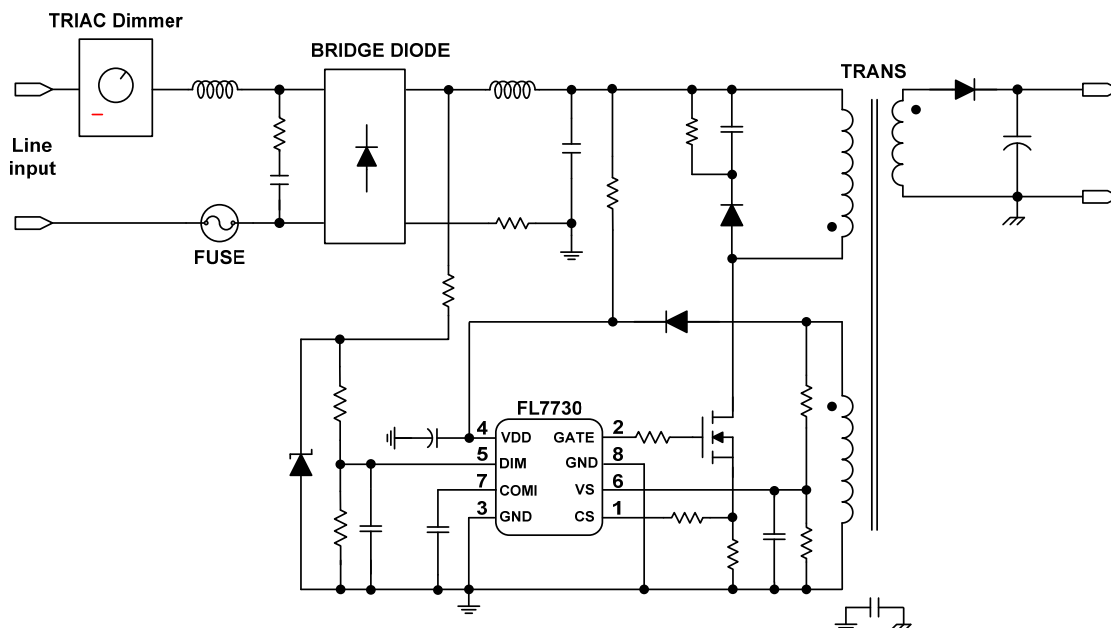 TRIAC Dimmer
BRIDGE DIODE
TRANS
Line
input
FUSE
FL7730
4 VDD GATE 2
5 DIM GND 8
7 COMI VS 6
3 GND CS 1